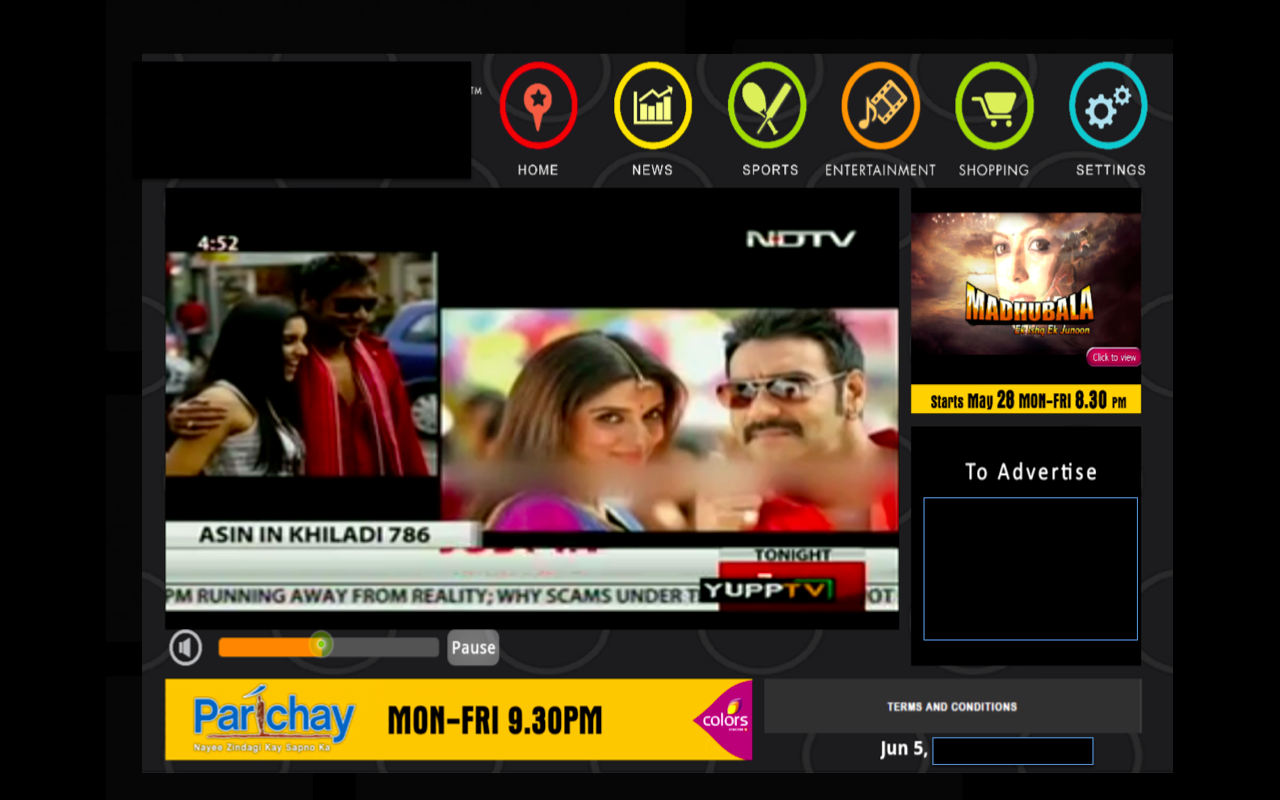 TM
HOME NEWS SPORTS ENTERTAINMENT SHOPPING SETTINGS
4:52
NDTV
ASIN IN KHILADI 786
TONIGHT
PM RUNNING AWAY FROM REALITY; WHY SCAMS UNDER
YUPPTV
MADHUBALA
Ek Ishq Ek Junoon
Click to view
Starts May 28 MON-FRI 8.30 PM
To Advertise
Pause
Parichay
Nayee Zindagi Kay Sapno Ka
MON-FRI 9.30PM
colors
TERMS AND CONDITIONS
Jun 5,